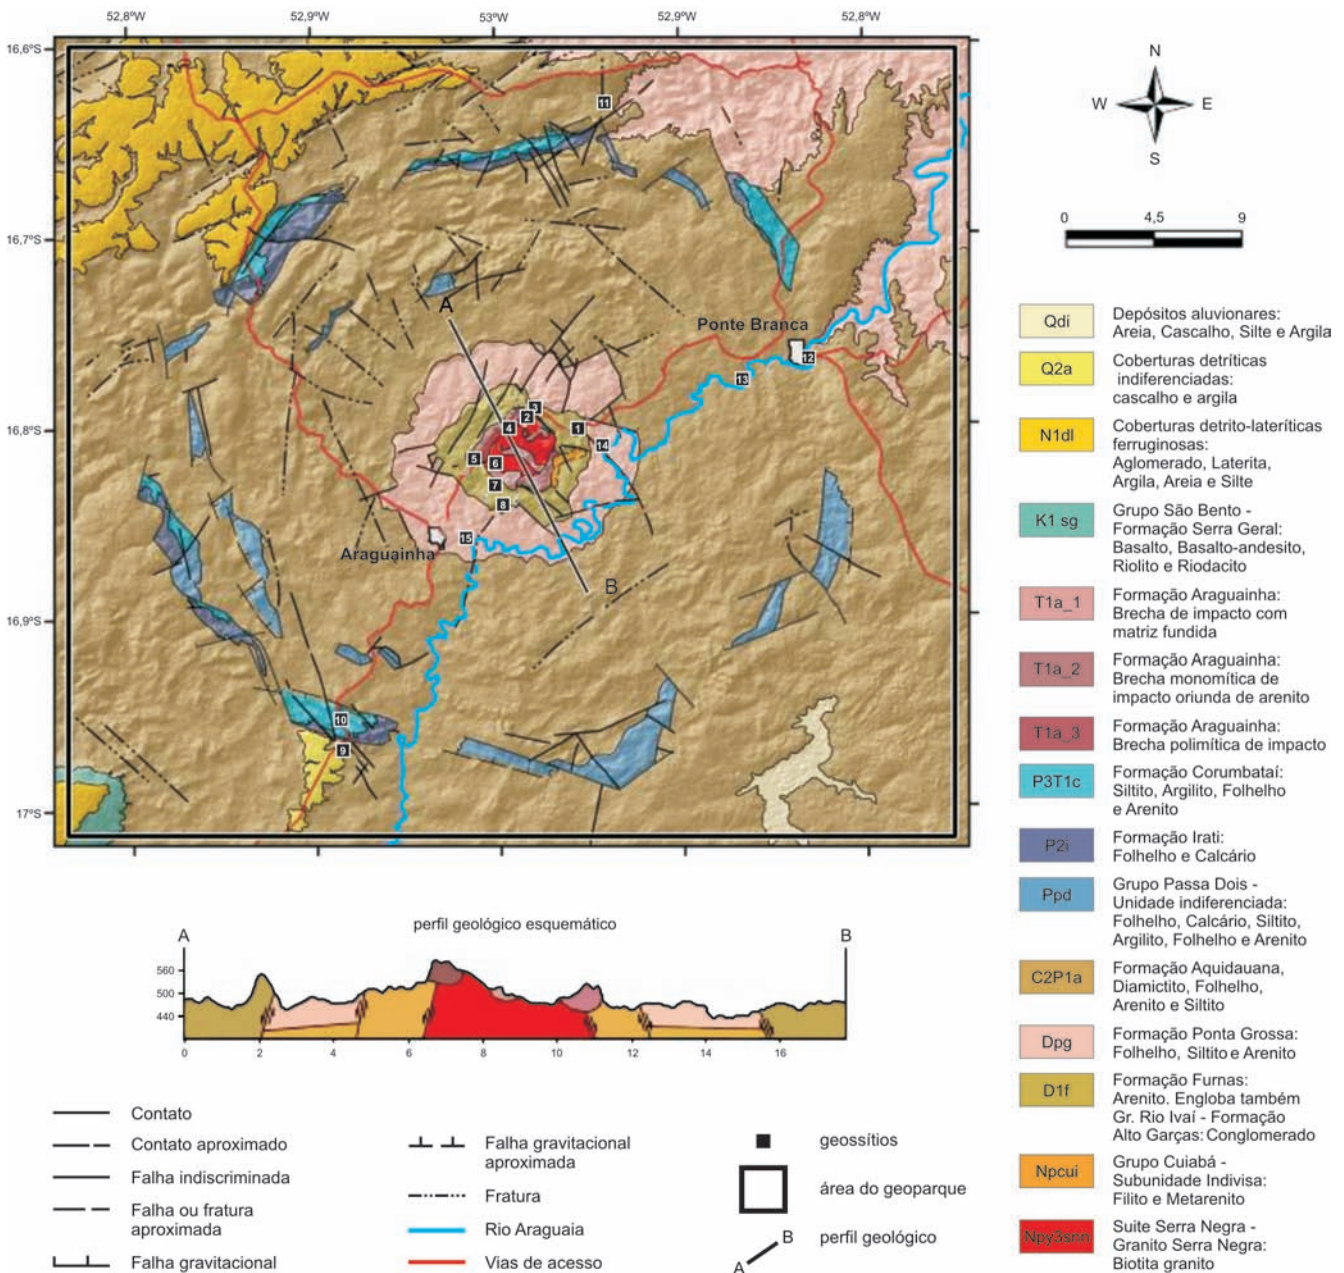 52,8ºW
52,9ºW
53ºW
52,9ºW
52,8ºW
16,6ºS
16,7ºS
16,8ºS
16,9ºS
17ºS
11
A
Ponte Branca
12
13
3
2
4
1
14
5
6
7
8
15
Araguainha
B
10
9
N
W
E
S
0
4,5
9
Qdi
Depósitos aluvionares:
Areia, Cascalho, Silte e Argila
Q2a
Coberturas detríticas
indiferenciadas:
cascalho e argila
N1dl
Coberturas detrito-lateríticas
ferruginosas:
Aglomerado, Laterita,
Argila, Areia e Silte
K1 sg
Grupo São Bento -
Formação Serra Geral:
Basalto, Basalto-andesito,
Riolito e Riodacito
T1a_1
Formação Araguainha:
Brecha de impacto com
matriz fundida
T1a_2
Formação Araguainha:
Brecha monomítica de
impacto oriunda de arenito
T1a_3
Formação Araguainha:
Brecha polimítica de impacto
P3T1c
Formação Corumbataí:
Siltito, Argilito, Folhelho
e Arenito
P2i
Formação Irati:
Folhelho e Calcário
Ppd
Grupo Passa Dois -
Unidade indiferenciada:
Folhelho, Calcário, Siltito,
Argilito, Folhelho e Arenito
C2P1a
Formação Aquidauana,
Diamictito, Folhelho,
Arenito e Siltito
Dpg
Formação Ponta Grossa:
Folhelho, Siltito e Arenito
D1f
Formação Furnas:
Arenito. Engloba também
Gr. Rio Ivaí - Formação
Alto Garças: Conglomerado
Npcui
Grupo Cuiabá -
Subunidade Indivisa:
Filito e Metarenito
Npy3snn
Suite Serra Negra -
Granito Serra Negra:
Biotita granito
perfil geológico esquemático
A
B
560
500
440
0
2
4
6
8
10
12
14
16
Contato
Contato aproximado
Falha indiscriminada
Falha ou fratura
aproximada
Falha gravitacional
Falha gravitacional
aproximada
Fratura
Rio Araguaia
Vias de acesso
geossítios
área do geoparque
B
perfil geológico
A